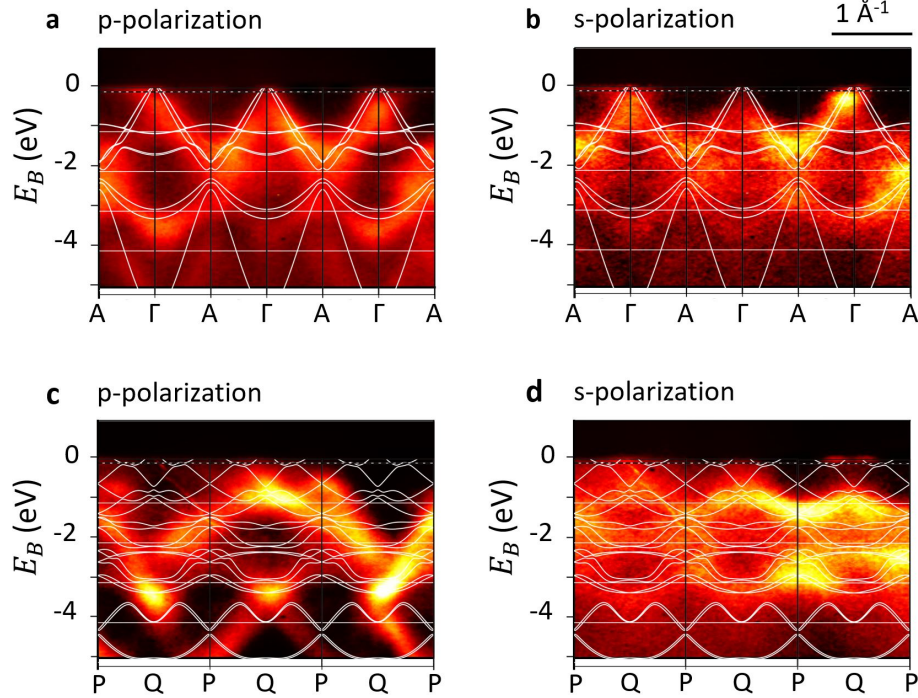 a p-polarization
b s-polarization
1 Å⁻¹
0
-2
-4
E_B (eV)
A Γ A Γ A Γ A
0
-2
-4
E_B (eV)
A Γ A Γ A Γ A
c p-polarization
d s-polarization
0
-2
-4
E_B (eV)
P Q P Q P Q P
0
-2
-4
E_B (eV)
P Q P Q P Q P